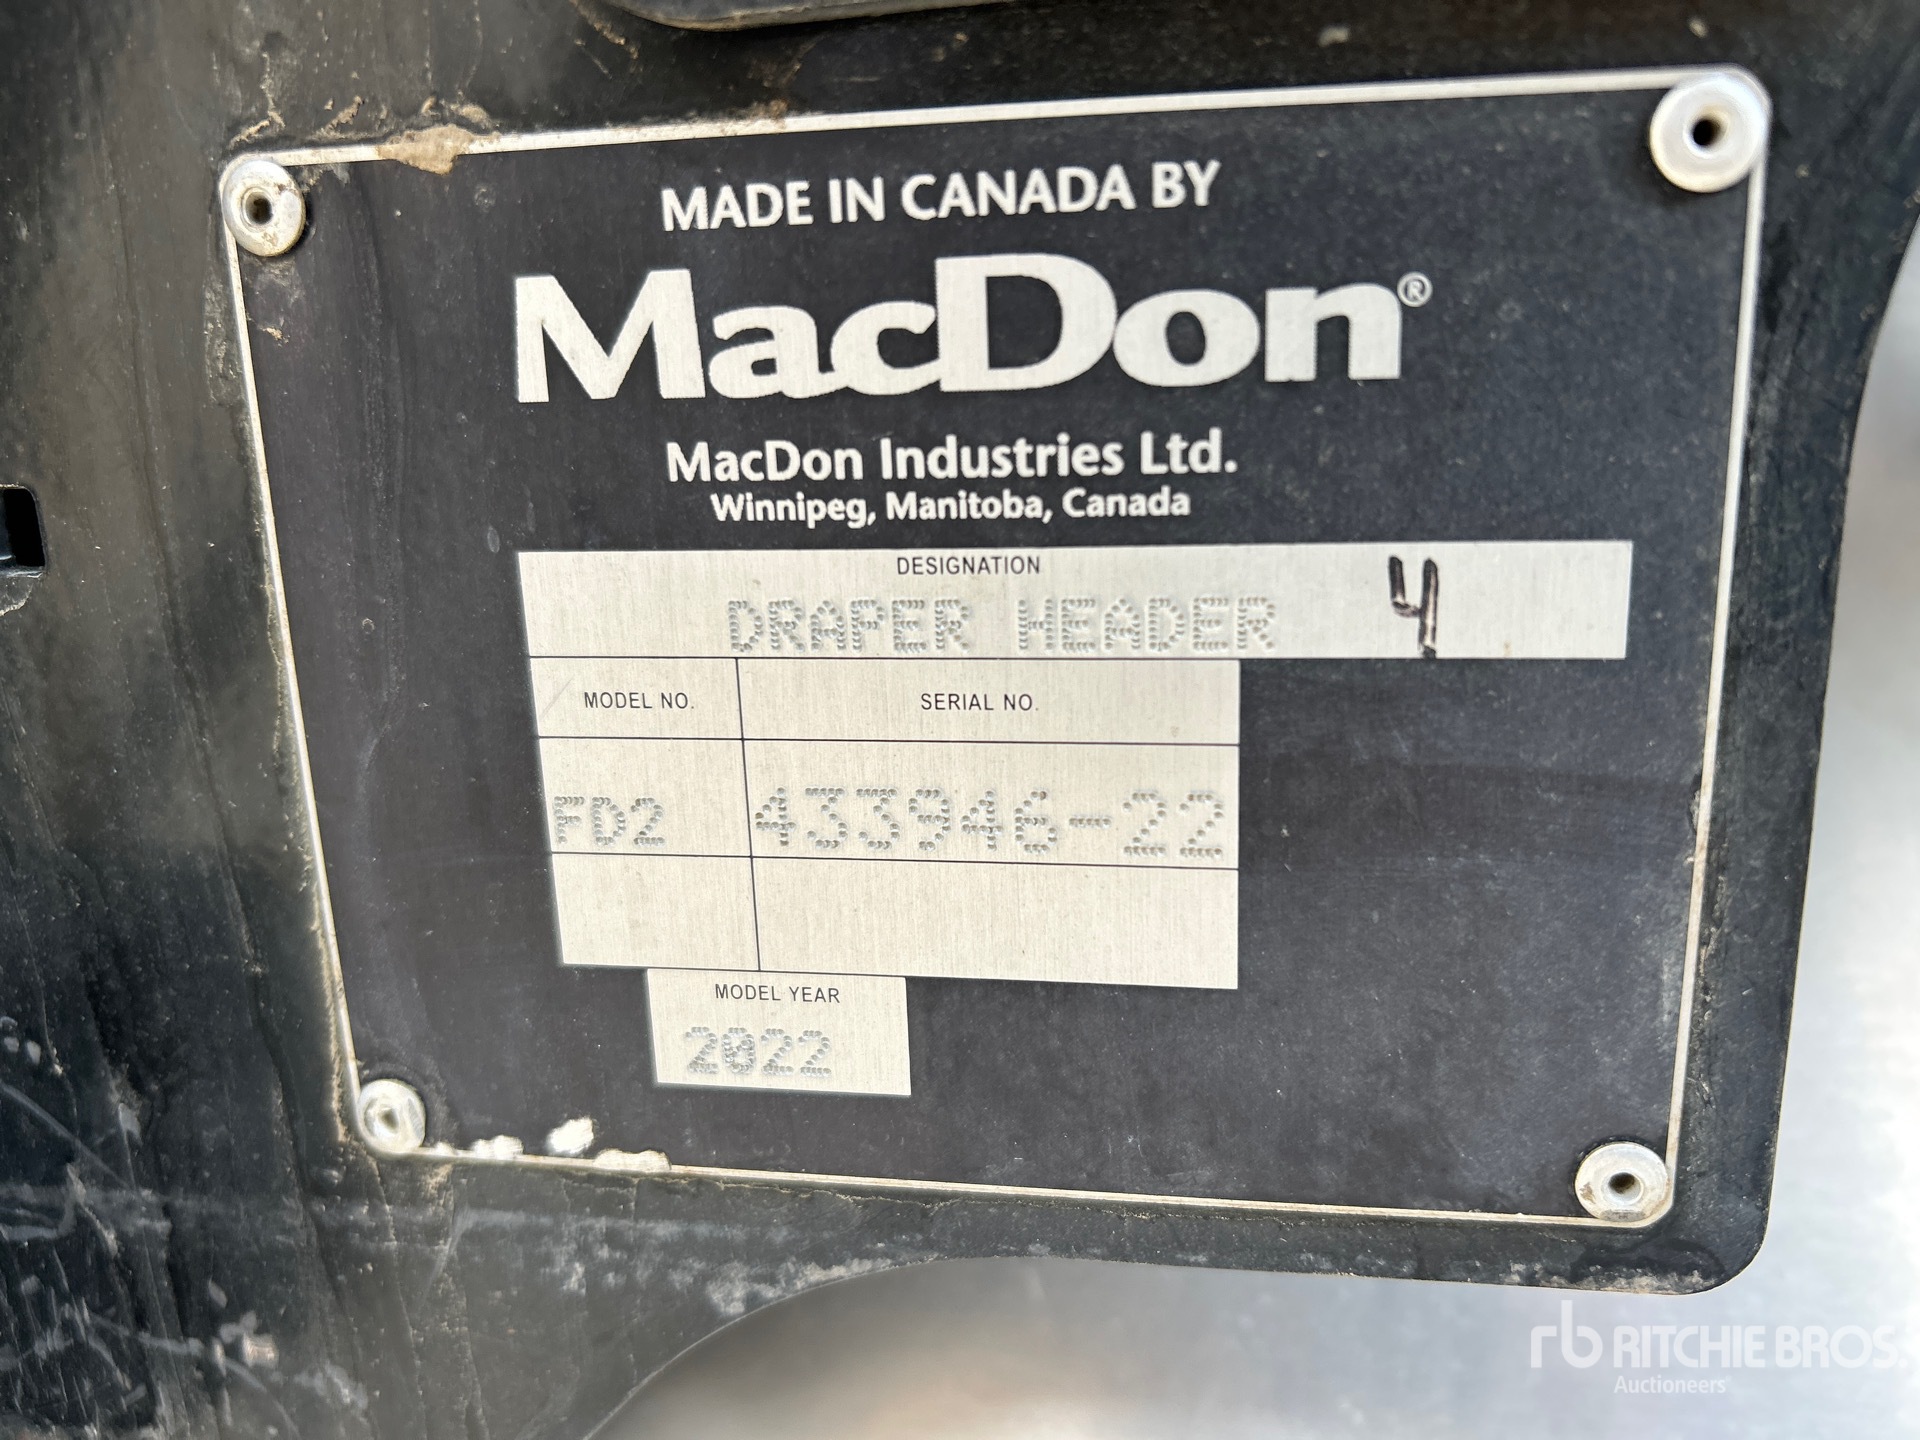 MADE IN CANADA BY
MacDon®
MacDon Industries Ltd.
Winnipeg, Manitoba, Canada
DESIGNATION
DRAPER HEADER 4
MODEL NO. SERIAL NO.
FD2 433946-22
MODEL YEAR
2022
rb RITCHIE BROS.
Auctioneers